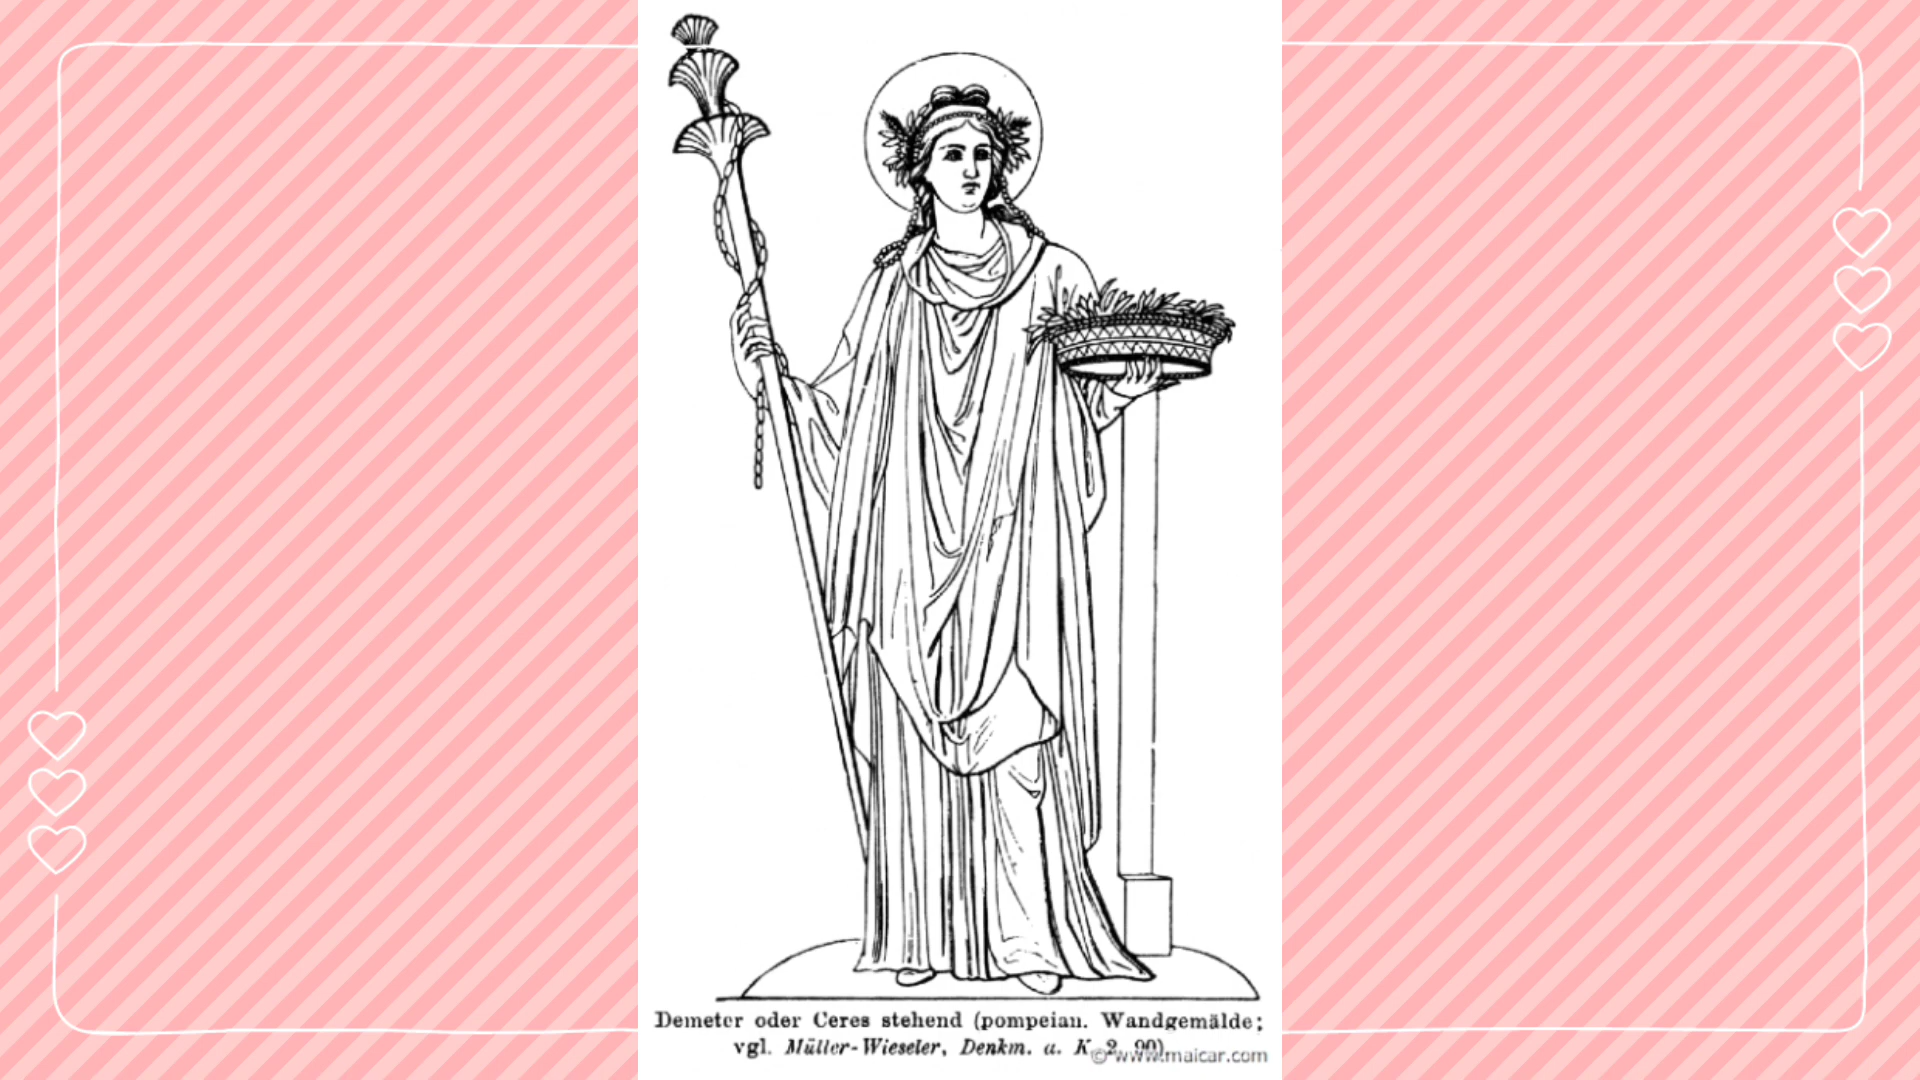 Demeter oder Ceres stehend (pompeian. Wandgemälde;
vgl. Müller-Wieseler, Denkm. a. K. 2, 90)
© www.maicar.com